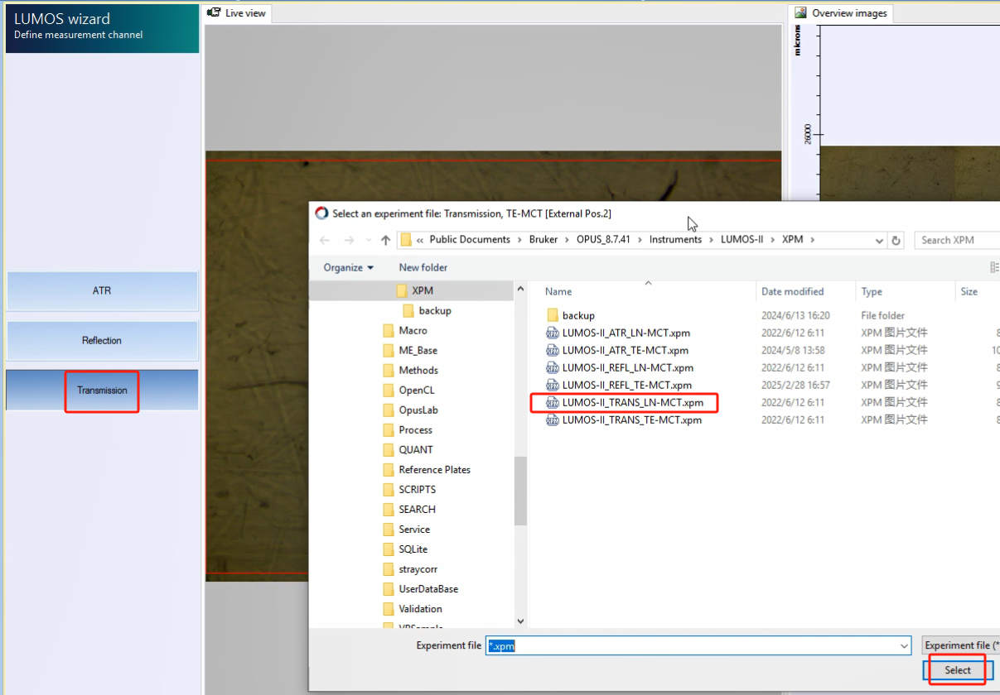 LUMOS wizard
Define measurement channel
Live view
Overview images
microns
26000
ATR
Reflection
Transmission
Select an experiment file: Transmission, TE-MCT [External Pos.2]
« Public Documents > Bruker > OPUS_8.7.41 > Instruments > LUMOS-II > XPM >
Search XPM
Organize
New folder
XPM
backup
Macro
ME_Base
Methods
OpenCL
OpusLab
Process
QUANT
Reference Plates
SCRIPTS
SEARCH
Service
SQLite
straycorr
UserDataBase
Validation
Name Date modified Type Size
backup 2024/6/13 16:20 File folder
LUMOS-II_ATR_LN-MCT.xpm 2022/6/12 6:11 XPM 图片文件 8
LUMOS-II_ATR_TE-MCT.xpm 2024/5/8 13:58 XPM 图片文件 10
LUMOS-II_REFL_LN-MCT.xpm 2022/6/12 6:11 XPM 图片文件 8
LUMOS-II_REFL_TE-MCT.xpm 2025/2/28 16:57 XPM 图片文件 9
LUMOS-II_TRANS_LN-MCT.xpm 2022/6/12 6:11 XPM 图片文件 8
LUMOS-II_TRANS_TE-MCT.xpm 2022/6/12 6:11 XPM 图片文件 8
Experiment file *.xpm Experiment file (*
Select